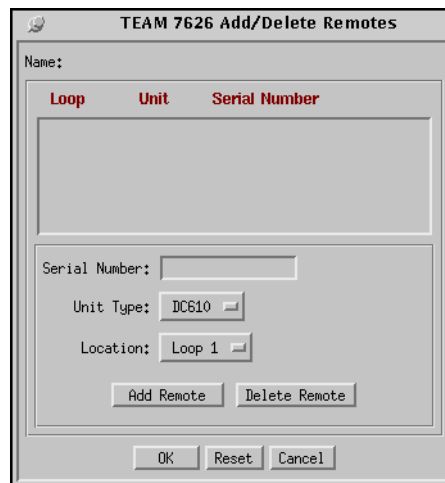 TEAM 7626 Add/Delete Remotes
Name:
Loop Unit Serial Number
Serial Number:
Unit Type: DC610
Location: Loop 1
Add Remote Delete Remote
OK Reset Cancel